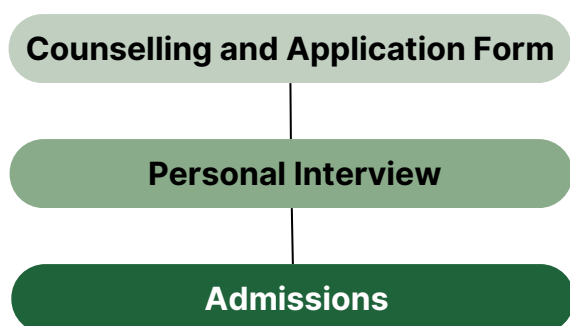 Counselling and Application Form
Personal Interview
Admissions